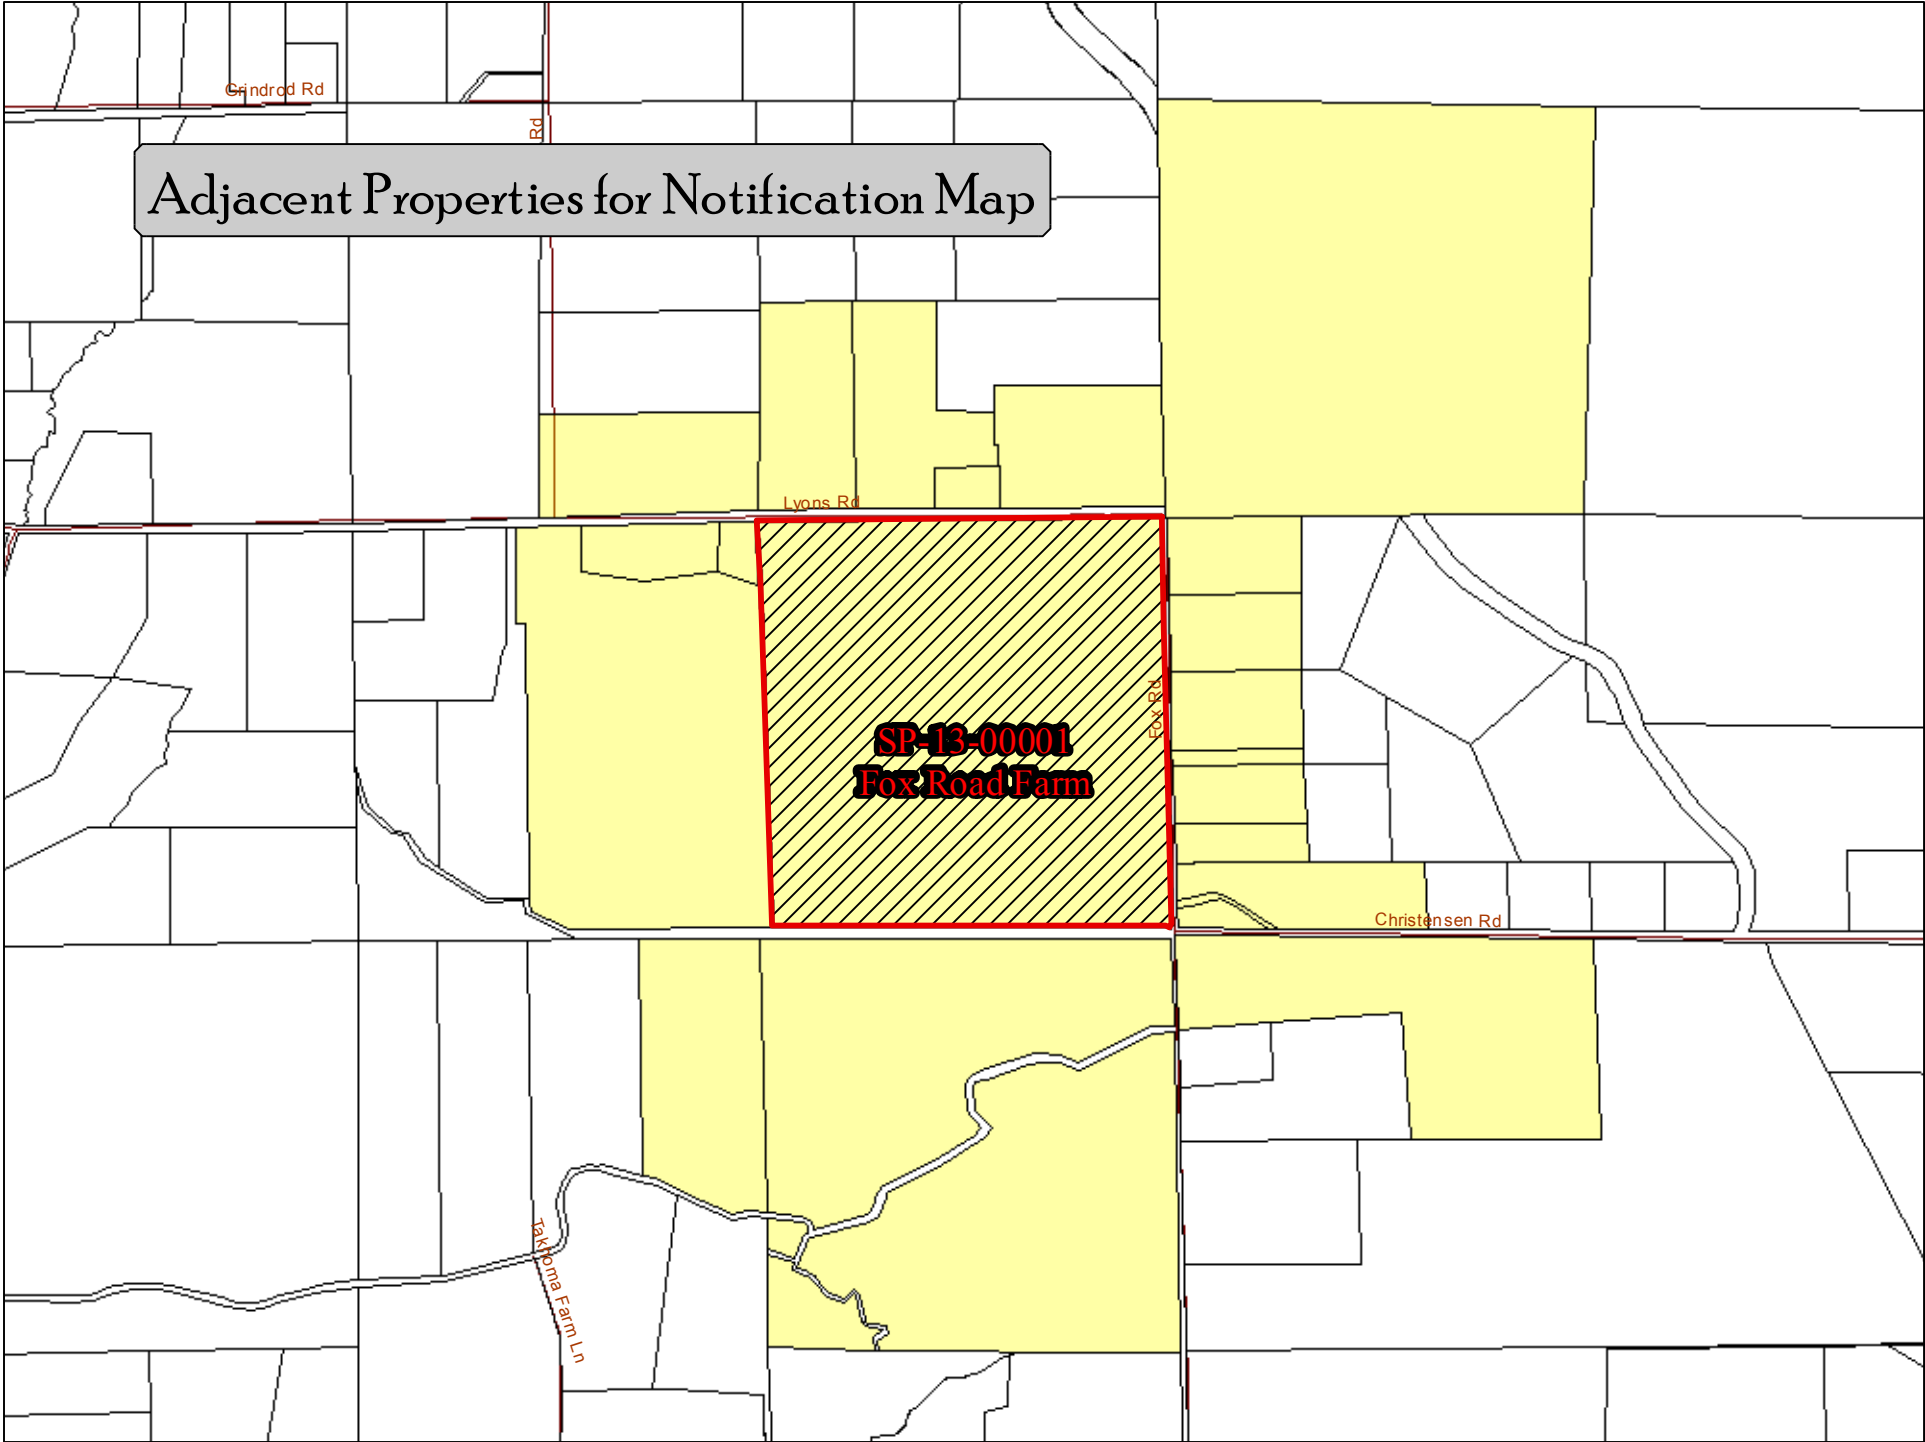 Grindrod Rd
Rd
Adjacent Properties for Notification Map
Lyons Rd
Fox Rd
SP-13-00001
Fox Road Farm
Christensen Rd
Takhoma Farm Ln